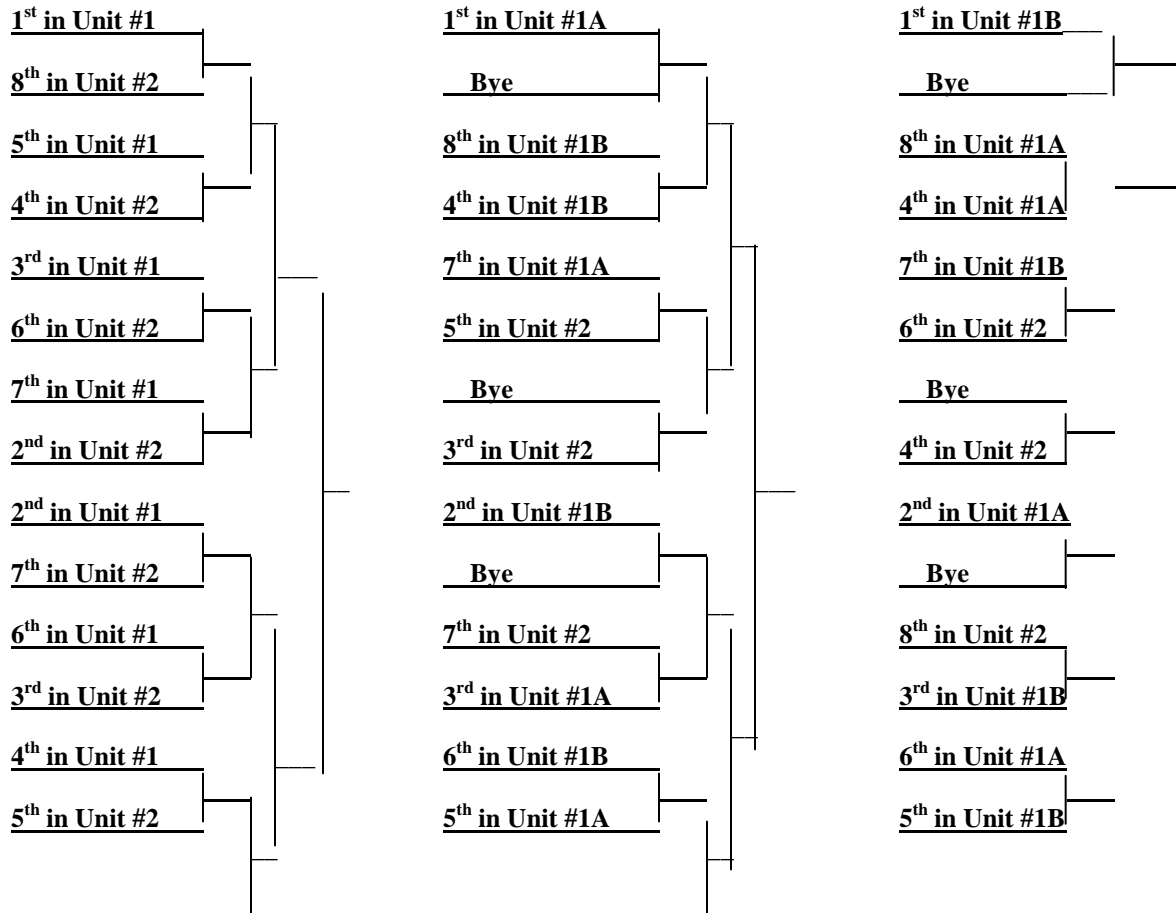 1st in Unit #1
8th in Unit #2
5th in Unit #1
4th in Unit #2
3rd in Unit #1
6th in Unit #2
7th in Unit #1
2nd in Unit #2
2nd in Unit #1
7th in Unit #2
6th in Unit #1
3rd in Unit #2
4th in Unit #1
5th in Unit #2
1st in Unit #1A
Bye
8th in Unit #1B
4th in Unit #1B
7th in Unit #1A
5th in Unit #2
Bye
3rd in Unit #2
2nd in Unit #1B
Bye
7th in Unit #2
3rd in Unit #1A
6th in Unit #1B
5th in Unit #1A
1st in Unit #1B
Bye
8th in Unit #1A
4th in Unit #1A
7th in Unit #1B
6th in Unit #2
Bye
4th in Unit #2
2nd in Unit #1A
Bye
8th in Unit #2
3rd in Unit #1B
6th in Unit #1A
5th in Unit #1B